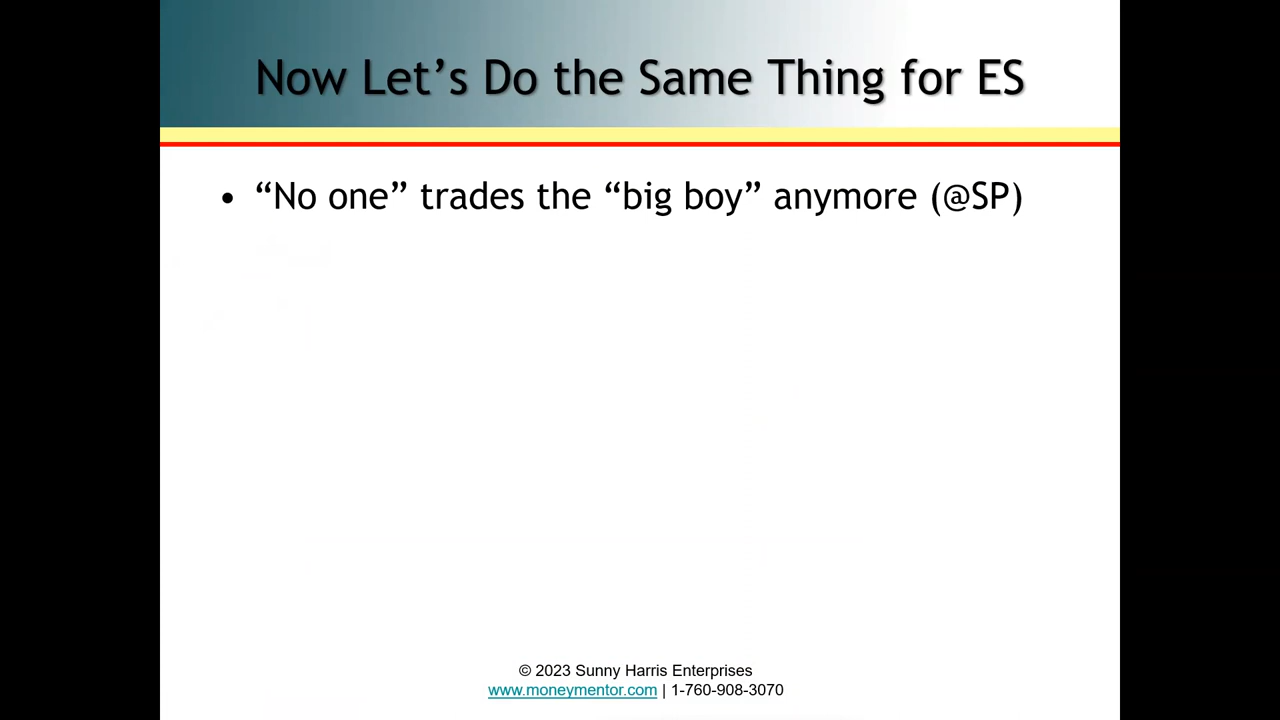 Now Let’s Do the Same Thing for ES
• “No one” trades the “big boy” anymore (@SP)
© 2023 Sunny Harris Enterprises
www.moneymentor.com | 1-760-908-3070